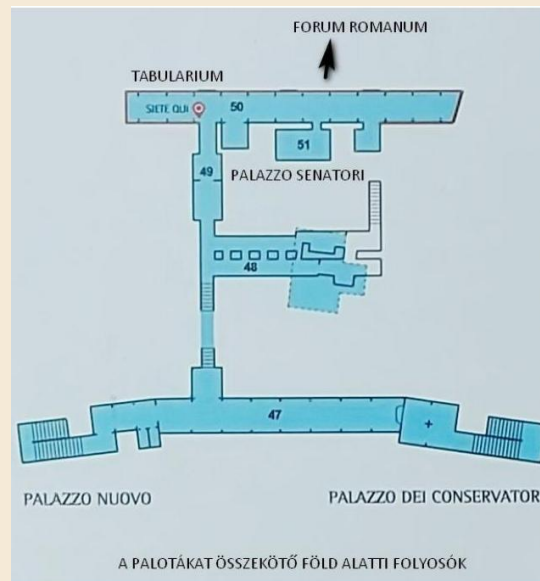 FORUM ROMANUM
TABULARIUM
SIETE QUI
50
51
49
PALAZZO SENATORI
48
47
PALAZZO NUOVO
PALAZZO DEI CONSERVATOR
A PALOTÁKAT ÖSSZEKÖTŐ FÖLD ALATTI FOLYOSÓK